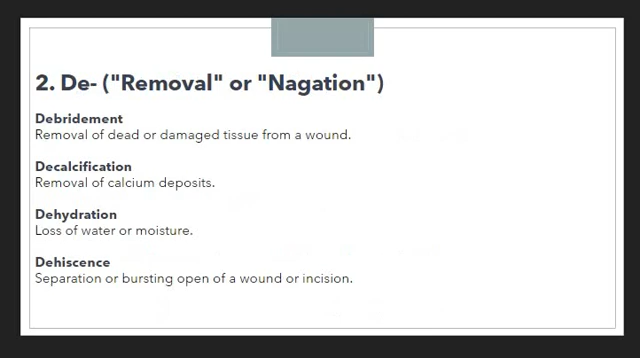 2. De- ("Removal" or "Nagation")
Debridement
Removal of dead or damaged tissue from a wound.
Decalcification
Removal of calcium deposits.
Dehydration
Loss of water or moisture.
Dehiscence
Separation or bursting open of a wound or incision.